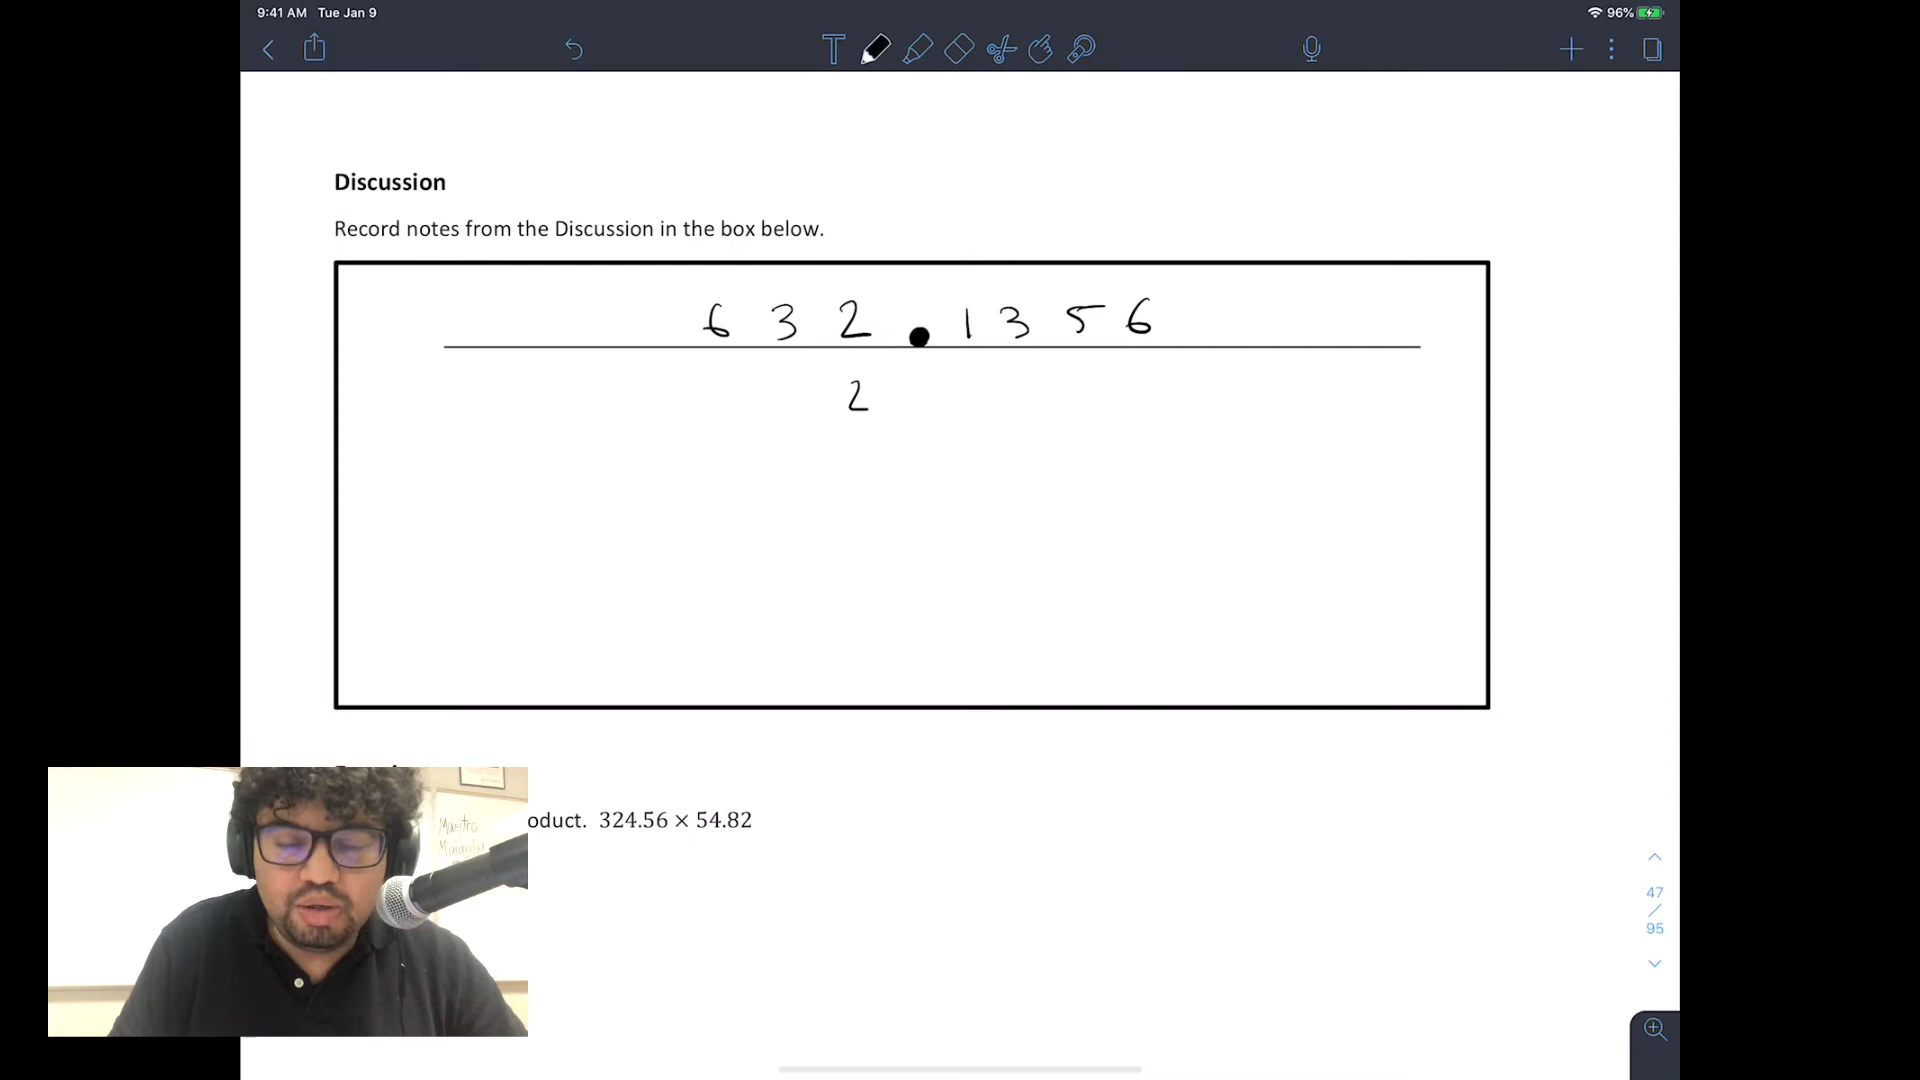 9:41 AM Tue Jan 9
96%
Discussion
Record notes from the Discussion in the box below.
6 3 2 . 1 3 5 6
2
oduct. 324.56 × 54.82
Maestro
47
95